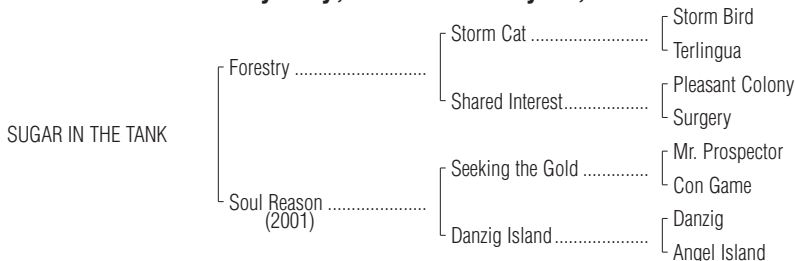 Storm Bird
Storm Cat ................................
Terlingua
Forestry ............................
Pleasant Colony
Shared Interest.......................
Surgery
SUGAR IN THE TANK
Mr. Prospector
Seeking the Gold .................
Con Game
Soul Reason .....................
(2001)
Danzig
Danzig Island.........................
Angel Island